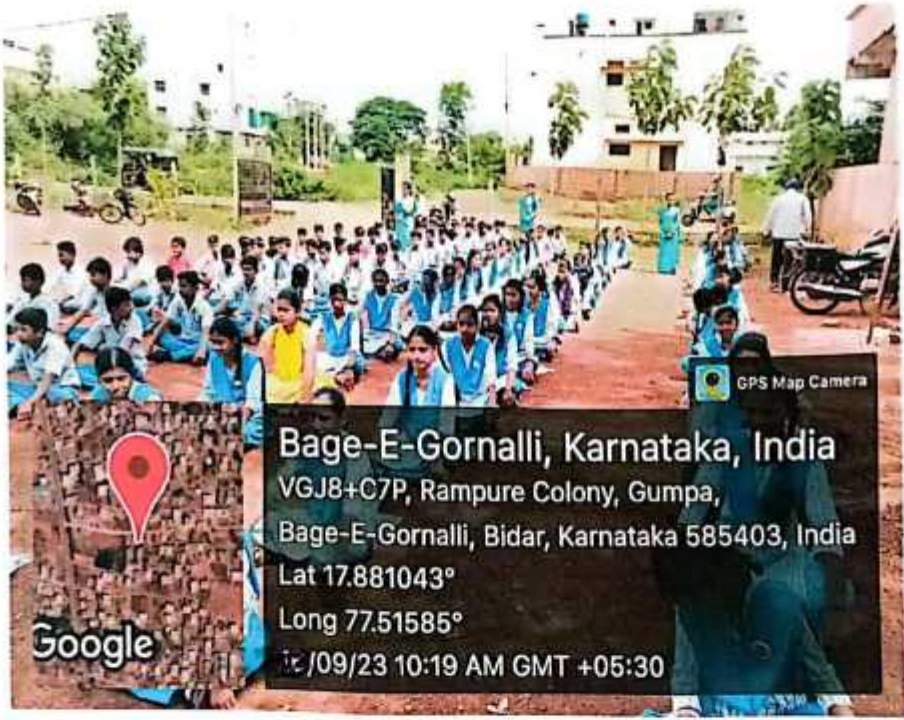 GPS Map Camera
Bage-E-Gornalli, Karnataka, India
VGJ8+C7P, Rampure Colony, Gumpa,
Bage-E-Gornalli, Bidar, Karnataka 585403, India
Lat 17.881043°
Long 77.51585°
/09/23 10:19 AM GMT +05:30
Google